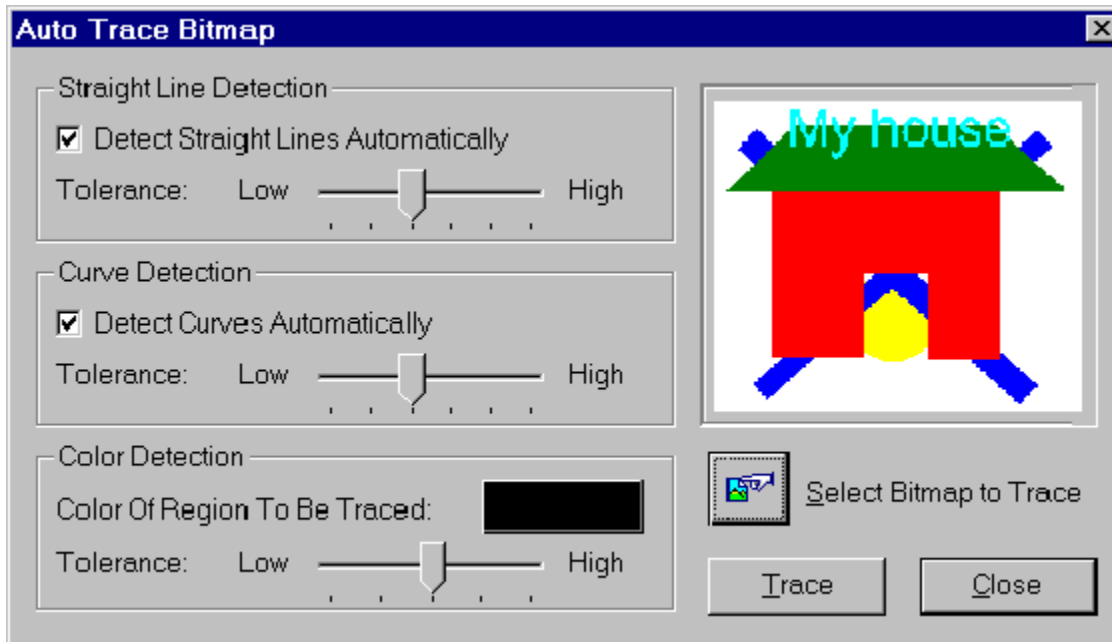 Auto Trace Bitmap
Straight Line Detection
Detect Straight Lines Automatically
Tolerance: Low High
Curve Detection
Detect Curves Automatically
Tolerance: Low High
Color Detection
Color Of Region To Be Traced:
Tolerance: Low High
My house
Select Bitmap to Trace
Trace Close